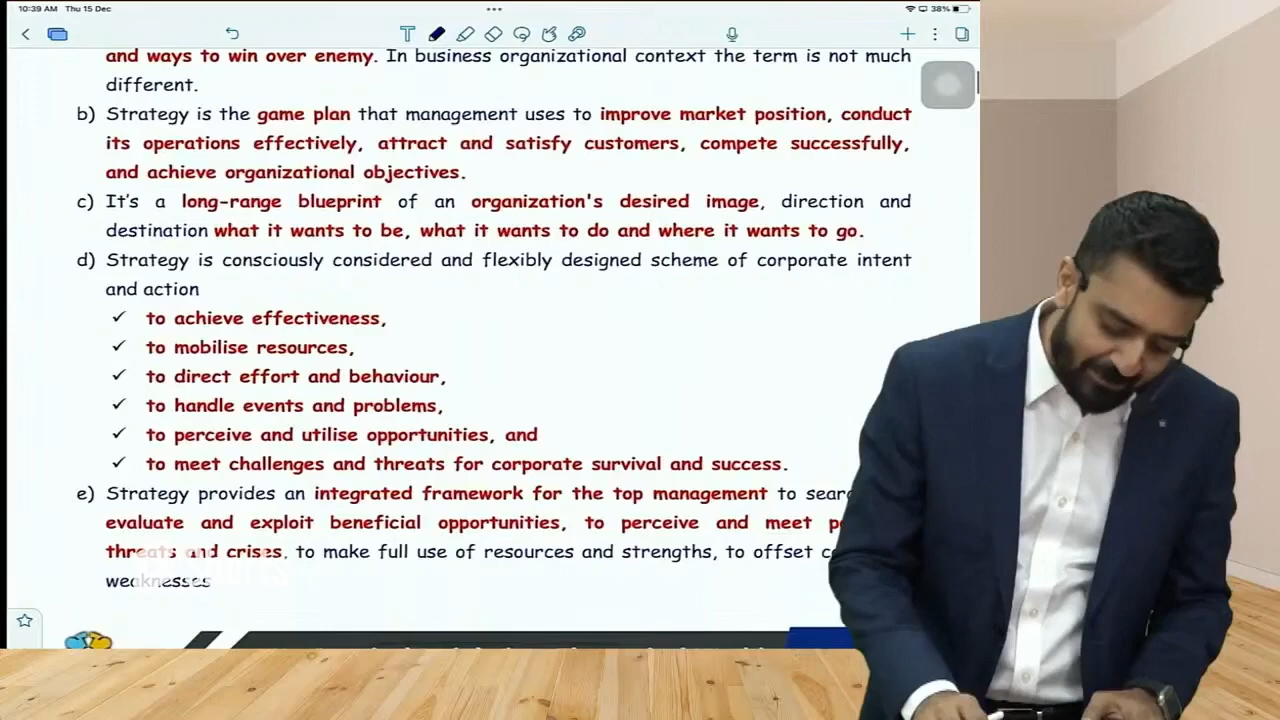 10:39 AM Thu 15 Dec
38%
and ways to win over enemy. In business organizational context the term is not much
different.
b) Strategy is the game plan that management uses to improve market position, conduct
its operations effectively, attract and satisfy customers, compete successfully,
and achieve organizational objectives.
c) It's a long-range blueprint of an organization's desired image, direction and
destination what it wants to be, what it wants to do and where it wants to go.
d) Strategy is consciously considered and flexibly designed scheme of corporate intent
and action
✓ to achieve effectiveness,
✓ to mobilise resources,
✓ to direct effort and behaviour,
✓ to handle events and problems,
✓ to perceive and utilise opportunities, and
✓ to meet challenges and threats for corporate survival and success.
e) Strategy provides an integrated framework for the top management to
evaluate and exploit beneficial opportunities, to perceive and meet
threats and crises, to make full use of resources and strengths, to offset
weaknesses